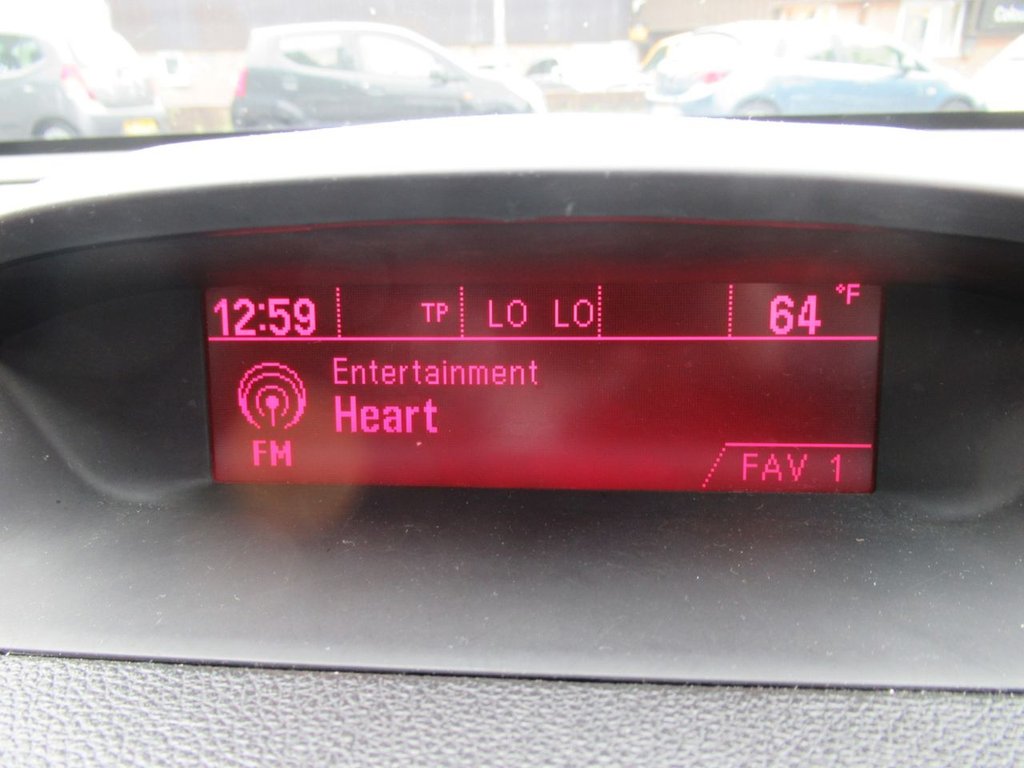 12:59 TP LO LO 64 °F
Entertainment
Heart
FM
FAV 1